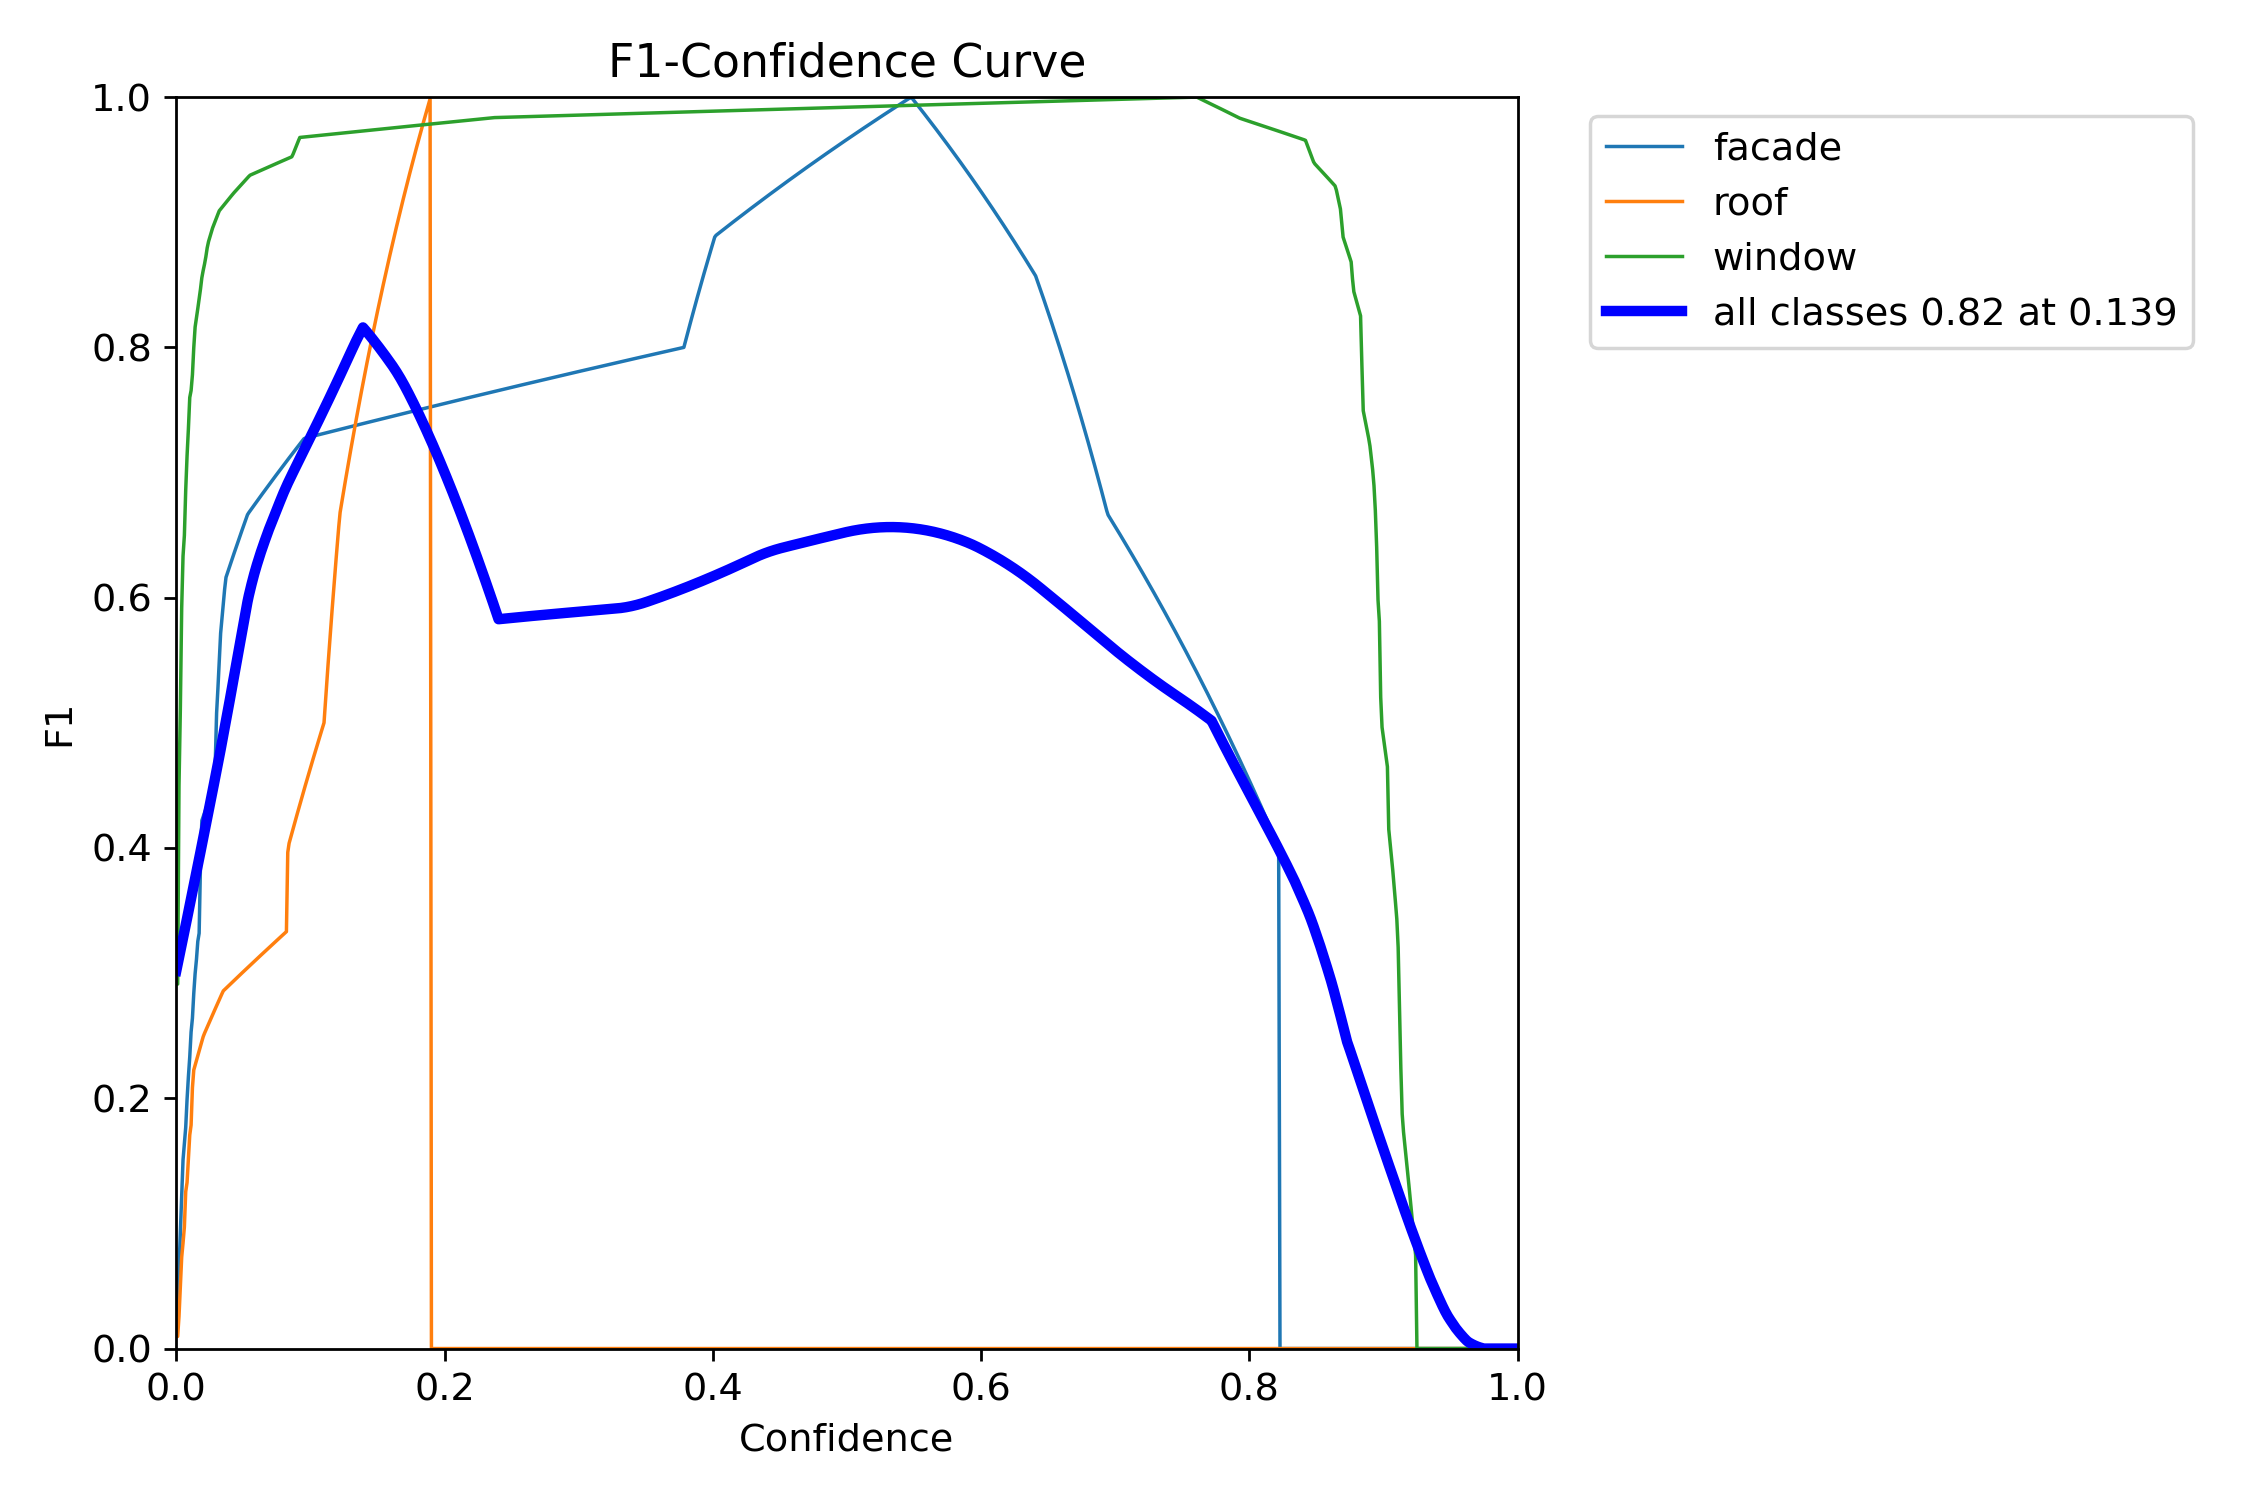 F1-Confidence Curve
1.0
0.8
0.6
0.4
0.2
0.0
F1
0.0 0.2 0.4 0.6 0.8 1.0
Confidence
facade
roof
window
all classes 0.82 at 0.139